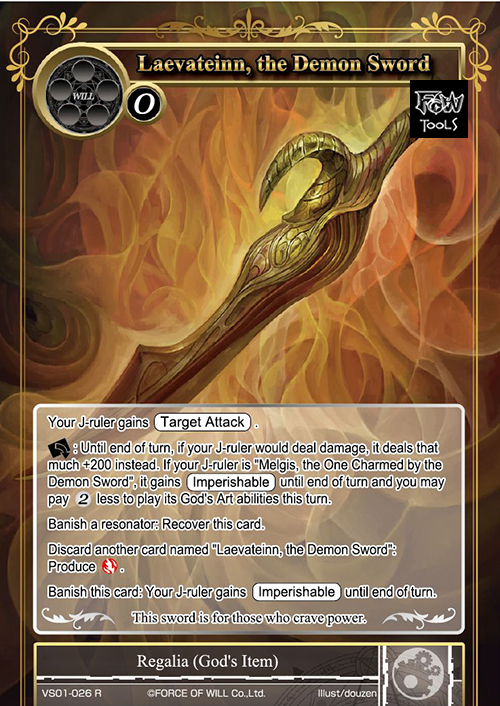 Laevateinn, the Demon Sword
WILL
0
FoW
TOOLS
Your J-ruler gains Target Attack .
: Until end of turn, if your J-ruler would deal damage, it deals that
much +200 instead. If your J-ruler is "Melgis, the One Charmed by the
Demon Sword", it gains Imperishable until end of turn and you may
pay 2 less to play its God's Art abilities this turn.
Banish a resonator: Recover this card.
Discard another card named "Laevateinn, the Demon Sword":
Produce .
Banish this card: Your J-ruler gains Imperishable until end of turn.
This sword is for those who crave power.
Regalia (God's Item)
VS01-026 R ©FORCE OF WILL Co.,Ltd. Illust/douzen